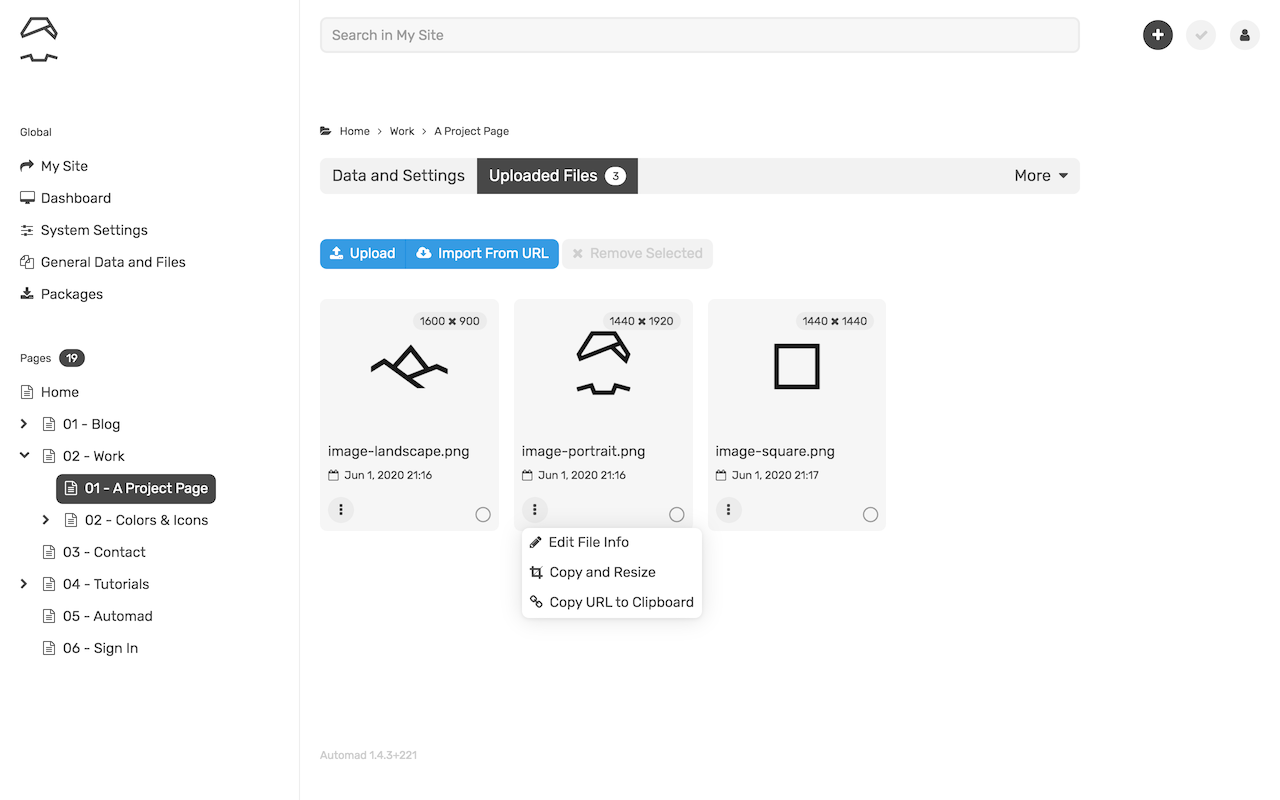 Search in My Site
Global
My Site
Dashboard
System Settings
General Data and Files
Packages
Pages 19
Home
01 - Blog
02 - Work
01 - A Project Page
02 - Colors & Icons
03 - Contact
04 - Tutorials
05 - Automad
06 - Sign In
Home > Work > A Project Page
Data and Settings Uploaded Files 3 More
Upload Import From URL Remove Selected
1600 × 900
image-landscape.png
Jun 1, 2020 21:16
1440 × 1920
image-portrait.png
Jun 1, 2020 21:16
1440 × 1440
image-square.png
Jun 1, 2020 21:17
Edit File Info
Copy and Resize
Copy URL to Clipboard
Automad 1.4.3+221